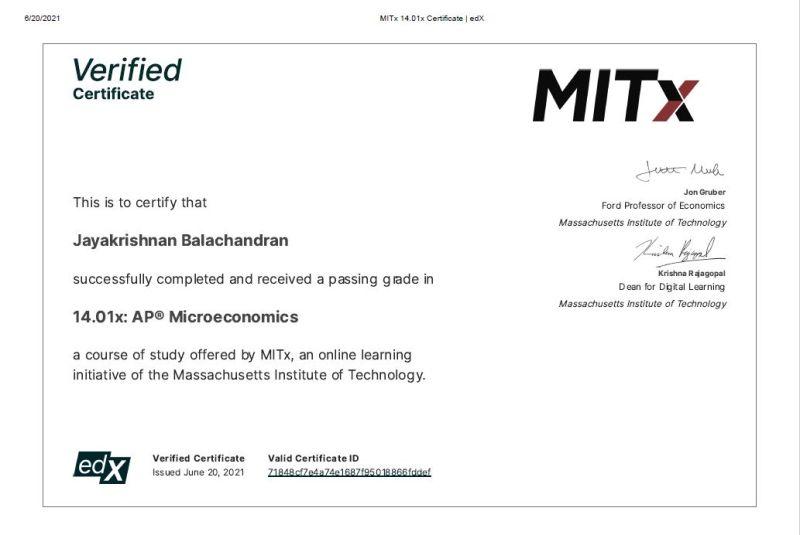 6/20/2021
MITx 14.01x Certificate | edX
Verified
Certificate
MITx
This is to certify that
Jayakrishnan Balachandran
successfully completed and received a passing grade in
14.01x: AP® Microeconomics
a course of study offered by MITx, an online learning
initiative of the Massachusetts Institute of Technology.
Jon Gruber
Ford Professor of Economics
Massachusetts Institute of Technology
Krishna Rajagopal
Dean for Digital Learning
Massachusetts Institute of Technology
edX
Verified Certificate
Issued June 20, 2021
Valid Certificate ID
71848cf7e4a74e1687f95018866fddef